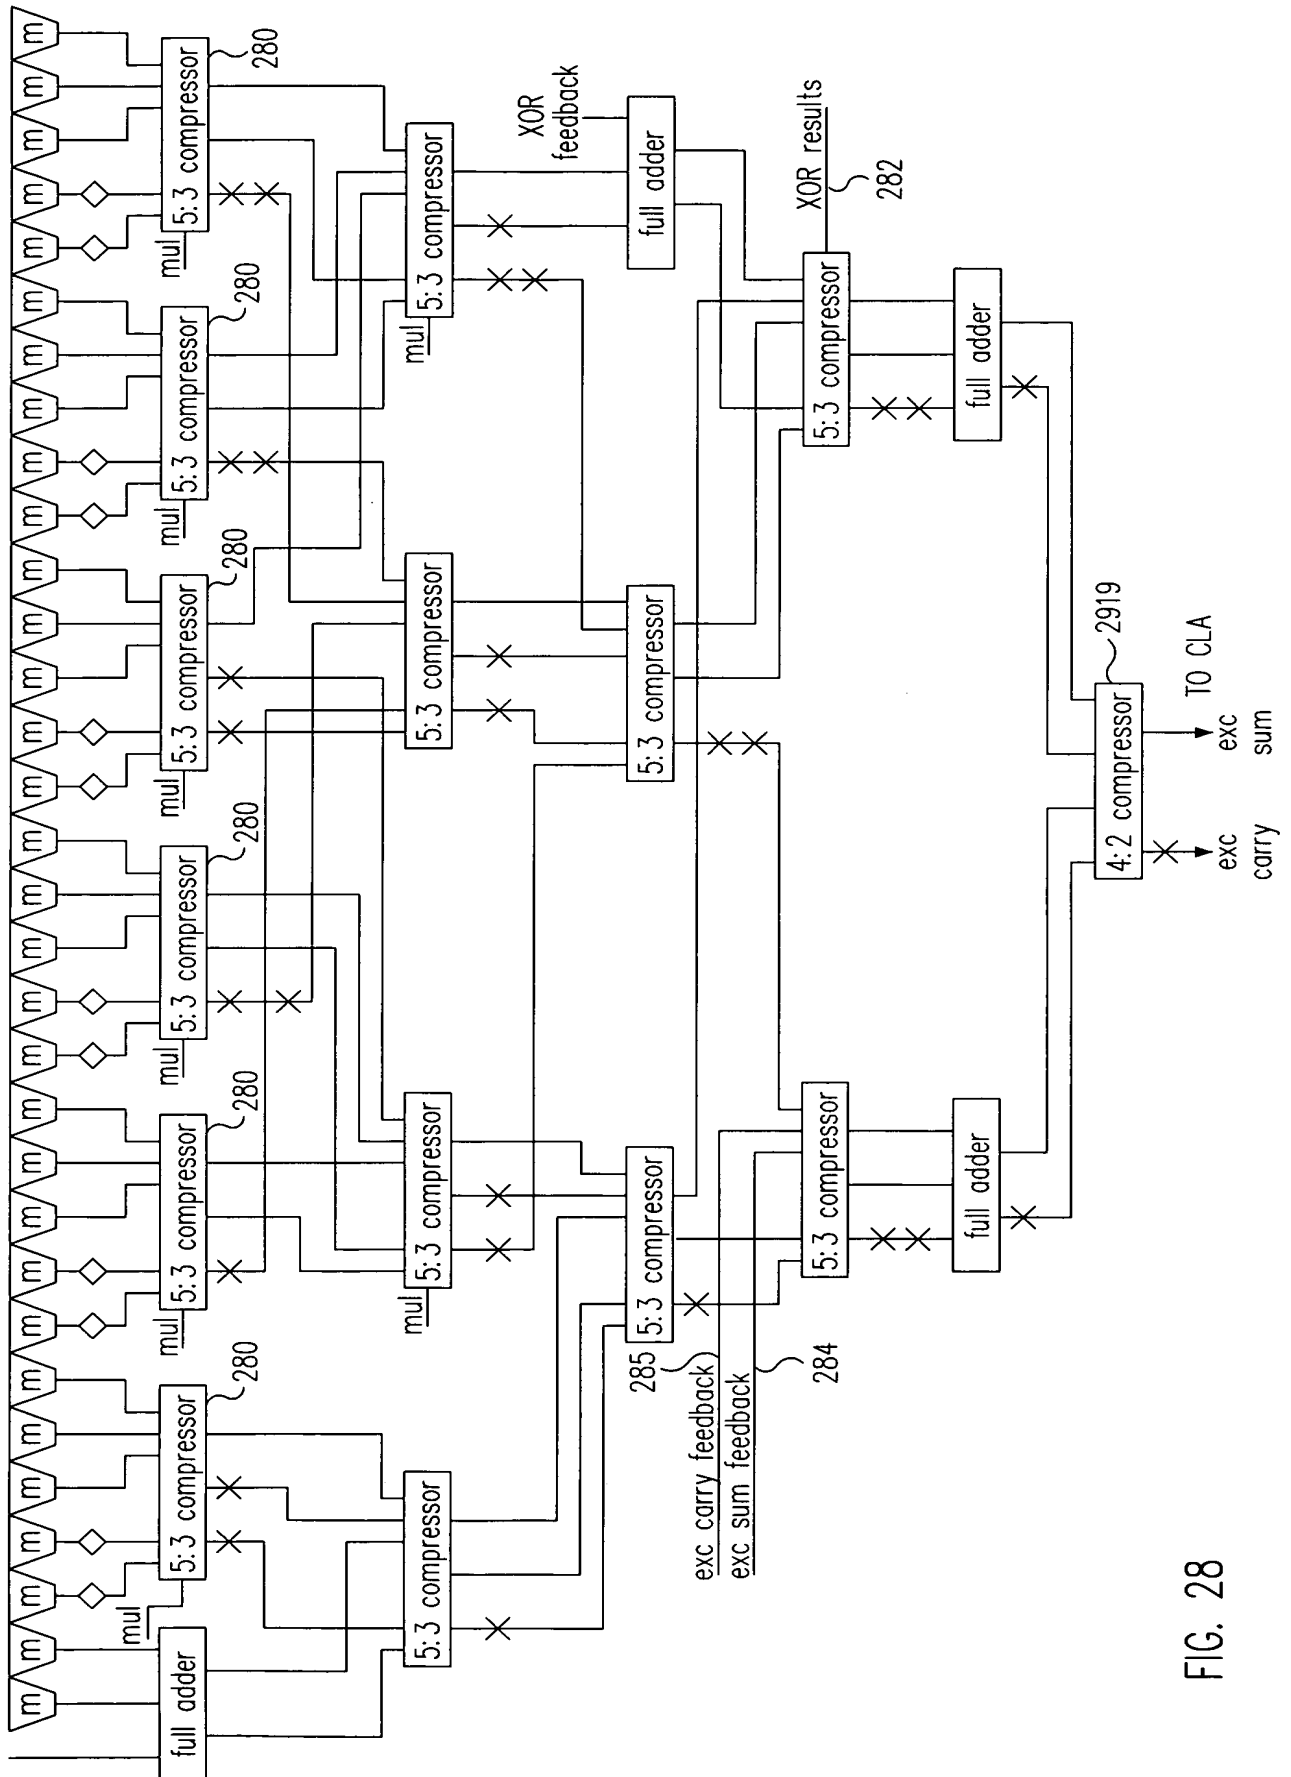 m m m m m m m m m m m m m m m m m m m m m m m m m m m m m m m m
mul
mul
mul
mul
mul
mul
full adder
5:3 compressor
5:3 compressor
5:3 compressor
5:3 compressor
5:3 compressor
5:3 compressor
280
280
280
280
280
280
mul
mul
5:3 compressor
5:3 compressor
5:3 compressor
5:3 compressor
XOR
feedback
285
5:3 compressor
5:3 compressor
full adder
exc carry feedback
exc sum feedback
284
XOR results
282
5:3 compressor
5:3 compressor
full adder
full adder
2919
4:2 compressor
TO CLA
exc
carry
exc
sum
FIG. 28